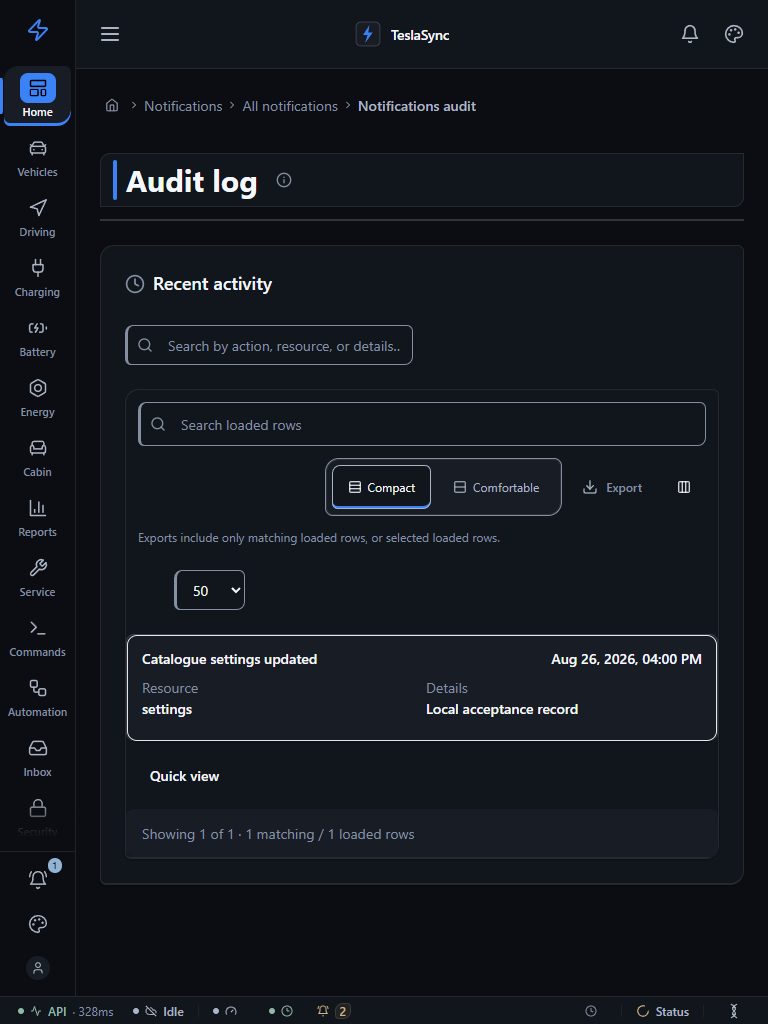 TeslaSync
Home
Vehicles
Driving
Charging
Battery
Energy
Cabin
Reports
Service
Commands
Automation
Inbox
Security
1
Notifications
All notifications
Notifications audit
Audit log
Recent activity
Search by action, resource, or details..
Search loaded rows
Compact
Comfortable
Export
Exports include only matching loaded rows, or selected loaded rows.
50
Catalogue settings updated
Aug 26, 2026, 04:00 PM
Resource
Details
settings
Local acceptance record
Quick view
Showing 1 of 1 · 1 matching / 1 loaded rows
API · 328ms
Idle
2
Status